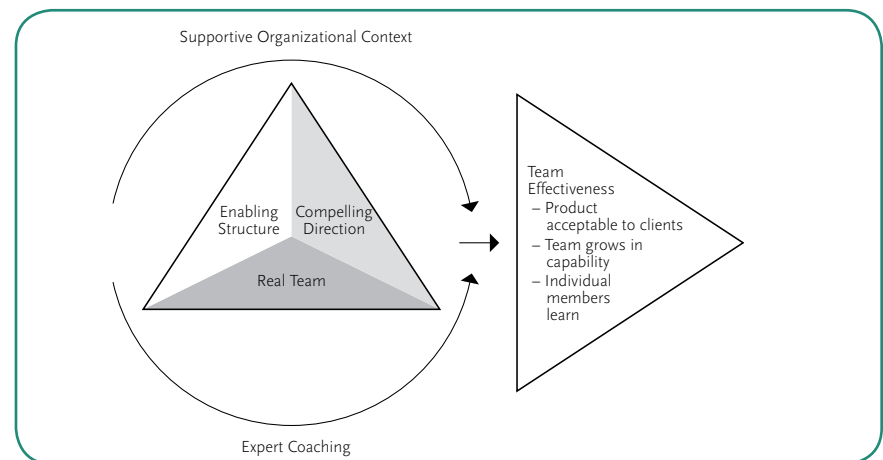 Supportive Organizational Context
Enabling
Structure
Compelling
Direction
Real Team
Expert Coaching
Team
Effectiveness
– Product
acceptable to clients
– Team grows in
capability
– Individual
members
learn